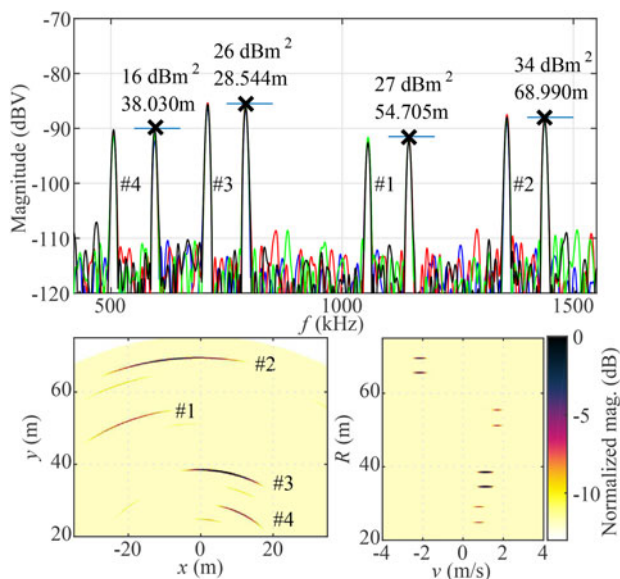 -70
-80
-90
-100
-110
-120
Magnitude (dBV)
16 dBm²
38.030m
26 dBm²
28.544m
27 dBm²
54.705m
34 dBm²
68.990m
#4
#3
#1
#2
500
1000
1500
f (kHz)
60
40
20
y (m)
#2
#1
#3
#4
-20
0
20
x (m)
60
40
20
R (m)
-4
-2
0
2
4
v (m/s)
0
-5
-10
Normalized mag. (dB)